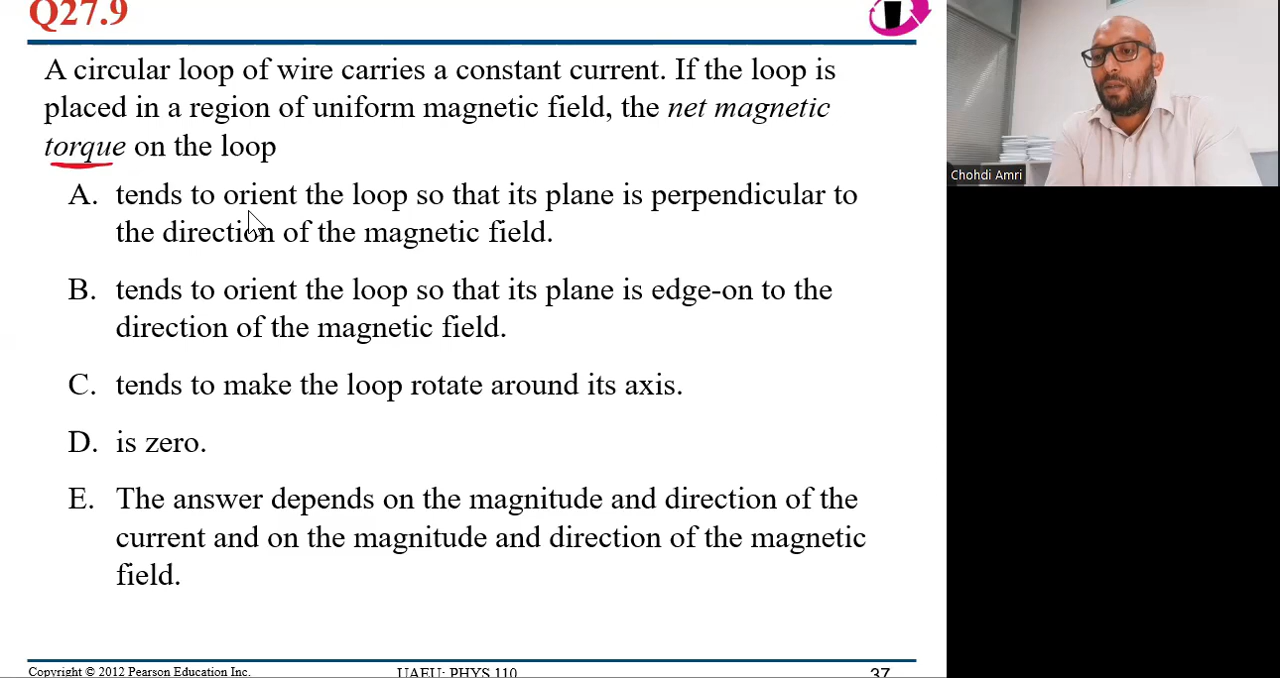 Q27.9
A circular loop of wire carries a constant current. If the loop is
placed in a region of uniform magnetic field, the net magnetic
torque on the loop
A. tends to orient the loop so that its plane is perpendicular to
the direction of the magnetic field.
B. tends to orient the loop so that its plane is edge-on to the
direction of the magnetic field.
C. tends to make the loop rotate around its axis.
D. is zero.
E. The answer depends on the magnitude and direction of the
current and on the magnitude and direction of the magnetic
field.
Copyright © 2012 Pearson Education Inc.
UAEU: PHYS 110
37
Chohdi Amri